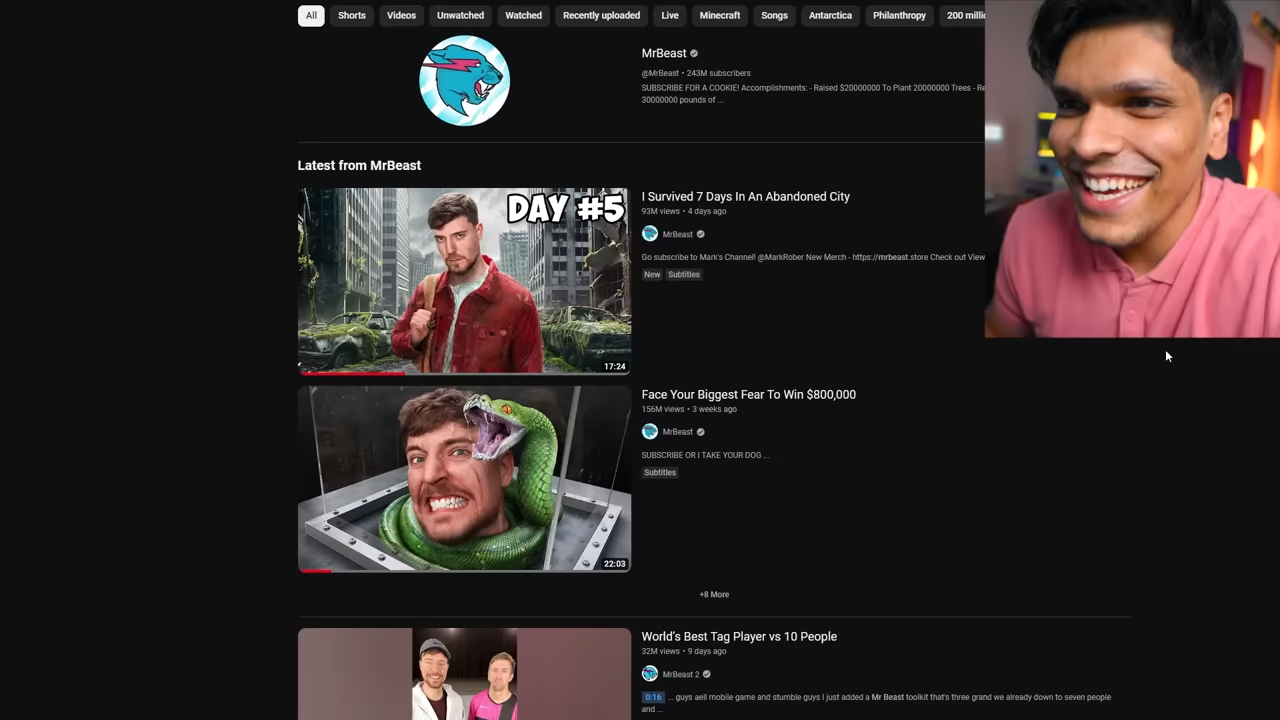 All
Shorts
Videos
Unwatched
Watched
Recently uploaded
Live
Minecraft
Songs
Antarctica
Philanthropy
200
MrBeast
@MrBeast • 243M subscribers
SUBSCRIBE FOR A COOKIE! Accomplishments: - Raised $20000000 To Plant 20000000 Trees -
30000000 pounds of ...
Latest from MrBeast
DAY #5
17:24
I Survived 7 Days In An Abandoned City
93M views • 4 days ago
MrBeast
Go subscribe to Mark's Channel! @MarkRober New Merch - https://mrbeast.store Check out View
New
Subtitles
22:03
Face Your Biggest Fear To Win $800,000
156M views • 3 weeks ago
MrBeast
SUBSCRIBE OR I TAKE YOUR DOG ...
Subtitles
+8 More
World's Best Tag Player vs 10 People
32M views • 9 days ago
MrBeast 2
0:16 ... guys aell mobile game and stumble guys I just added a Mr Beast toolkit that's three grand we already down to seven people
and ...